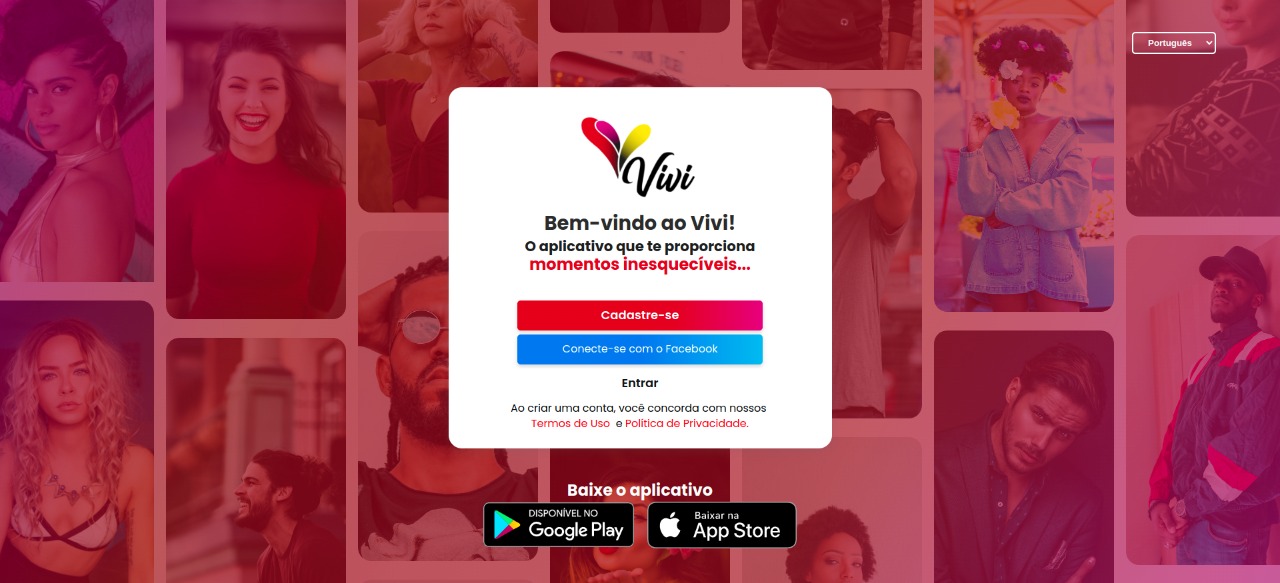 Português
Vivi
Bem-vindo ao Vivi!
O aplicativo que te proporciona
momentos inesquecíveis...
Cadastre-se
Conecte-se com o Facebook
Entrar
Ao criar uma conta, você concorda com nossos
Termos de Uso e Política de Privacidade.
Baixe o aplicativo
DISPONÍVEL NO
Google Play
Baixar na
App Store